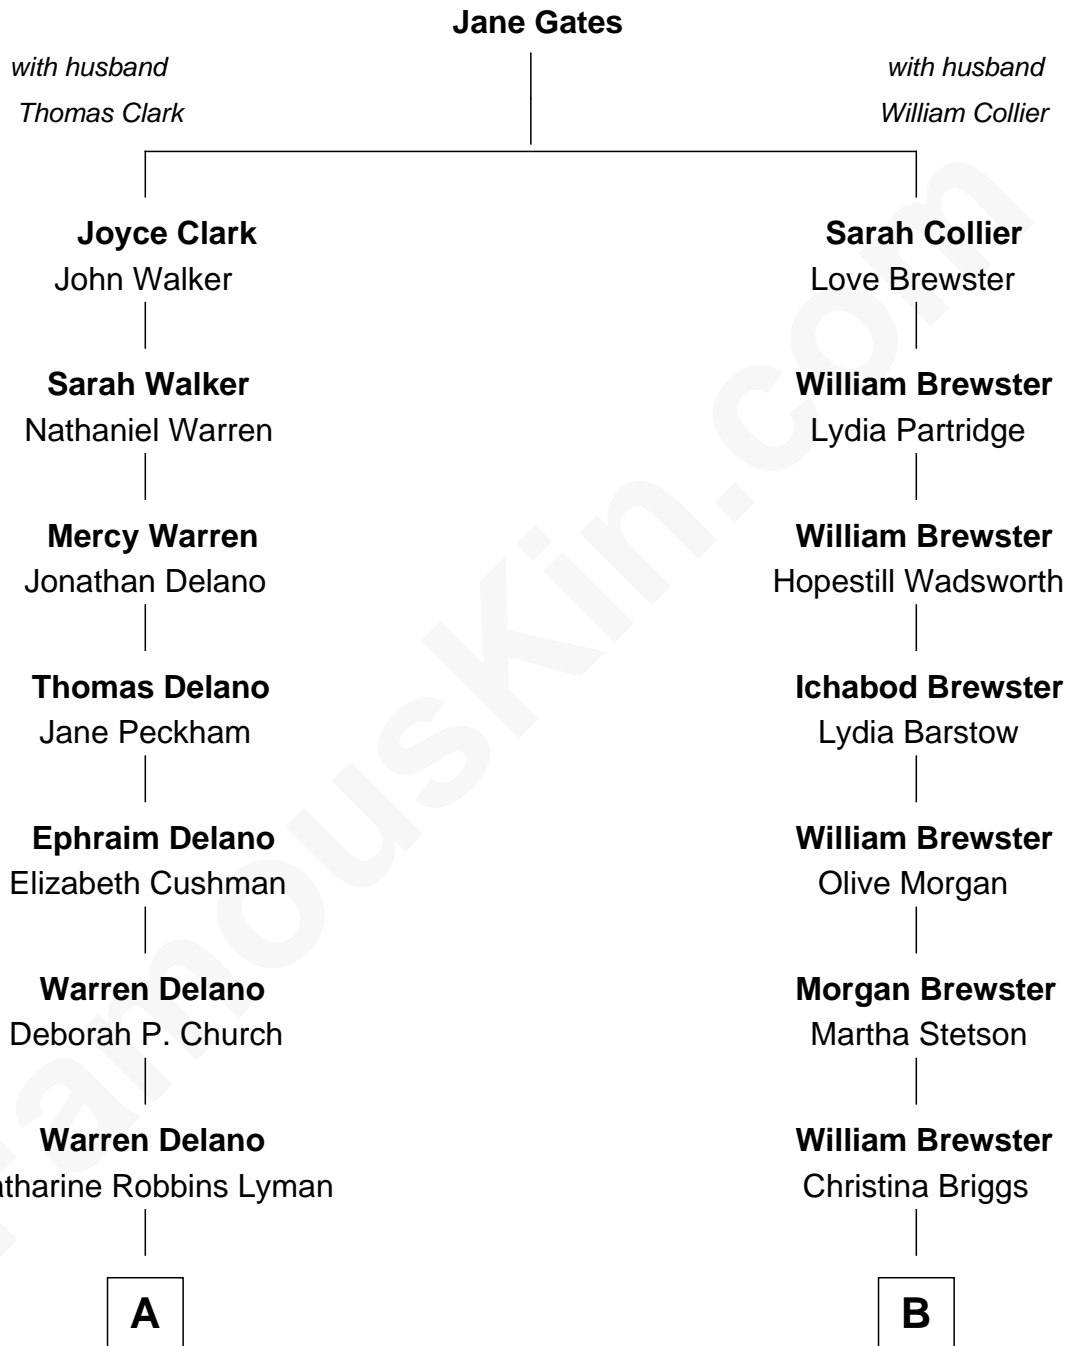 Jane Gates
with husband
Thomas Clark
with husband
William Collier
Joyce Clark
John Walker
Sarah Collier
Love Brewster
Sarah Walker
Nathaniel Warren
William Brewster
Lydia Partridge
Mercy Warren
Jonathan Delano
William Brewster
Hopestill Wadsworth
Thomas Delano
Jane Peckham
Ichabod Brewster
Lydia Barstow
Ephraim Delano
Elizabeth Cushman
William Brewster
Olive Morgan
Warren Delano
Deborah P. Church
Morgan Brewster
Martha Stetson
Warren Delano
atharine Robbins Lyman
William Brewster
Christina Briggs
A
B
FamousKin.com